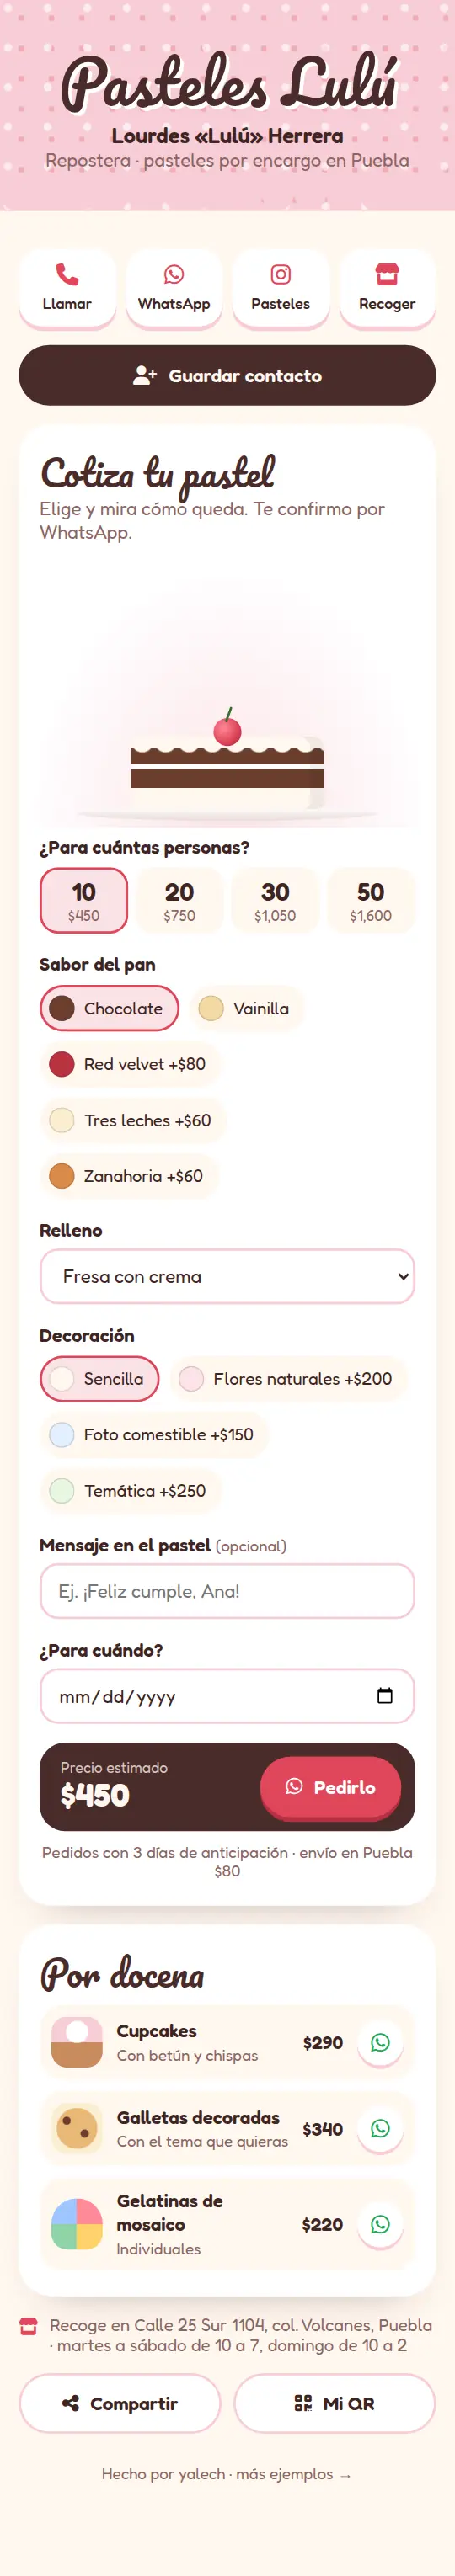 Pasteles Lulú
Lourdes «Lulú» Herrera
Repostera · pasteles por encargo en Puebla
Llamar
WhatsApp
Pasteles
Recoger
Guardar contacto
Cotiza tu pastel
Elige y mira cómo queda. Te confirmo por
WhatsApp.
¿Para cuántas personas?
10
$450
20
$750
30
$1,050
50
$1,600
Sabor del pan
Chocolate
Vainilla
Red velvet +$80
Tres leches +$60
Zanahoria +$60
Relleno
Fresa con crema
Decoración
Sencilla
Flores naturales +$200
Foto comestible +$150
Temática +$250
Mensaje en el pastel (opcional)
Ej. ¡Feliz cumple, Ana!
¿Para cuándo?
mm/dd/yyyy
Precio estimado
$450
Pedirlo
Pedidos con 3 días de anticipación · envío en Puebla
$80
Por docena
Cupcakes
Con betún y chispas
$290
Galletas decoradas
Con el tema que quieras
$340
Gelatinas de
mosaico
Individuales
$220
Recoge en Calle 25 Sur 1104, col. Volcanes, Puebla
· martes a sábado de 10 a 7, domingo de 10 a 2
Compartir
Mi QR
Hecho por yalech · más ejemplos →